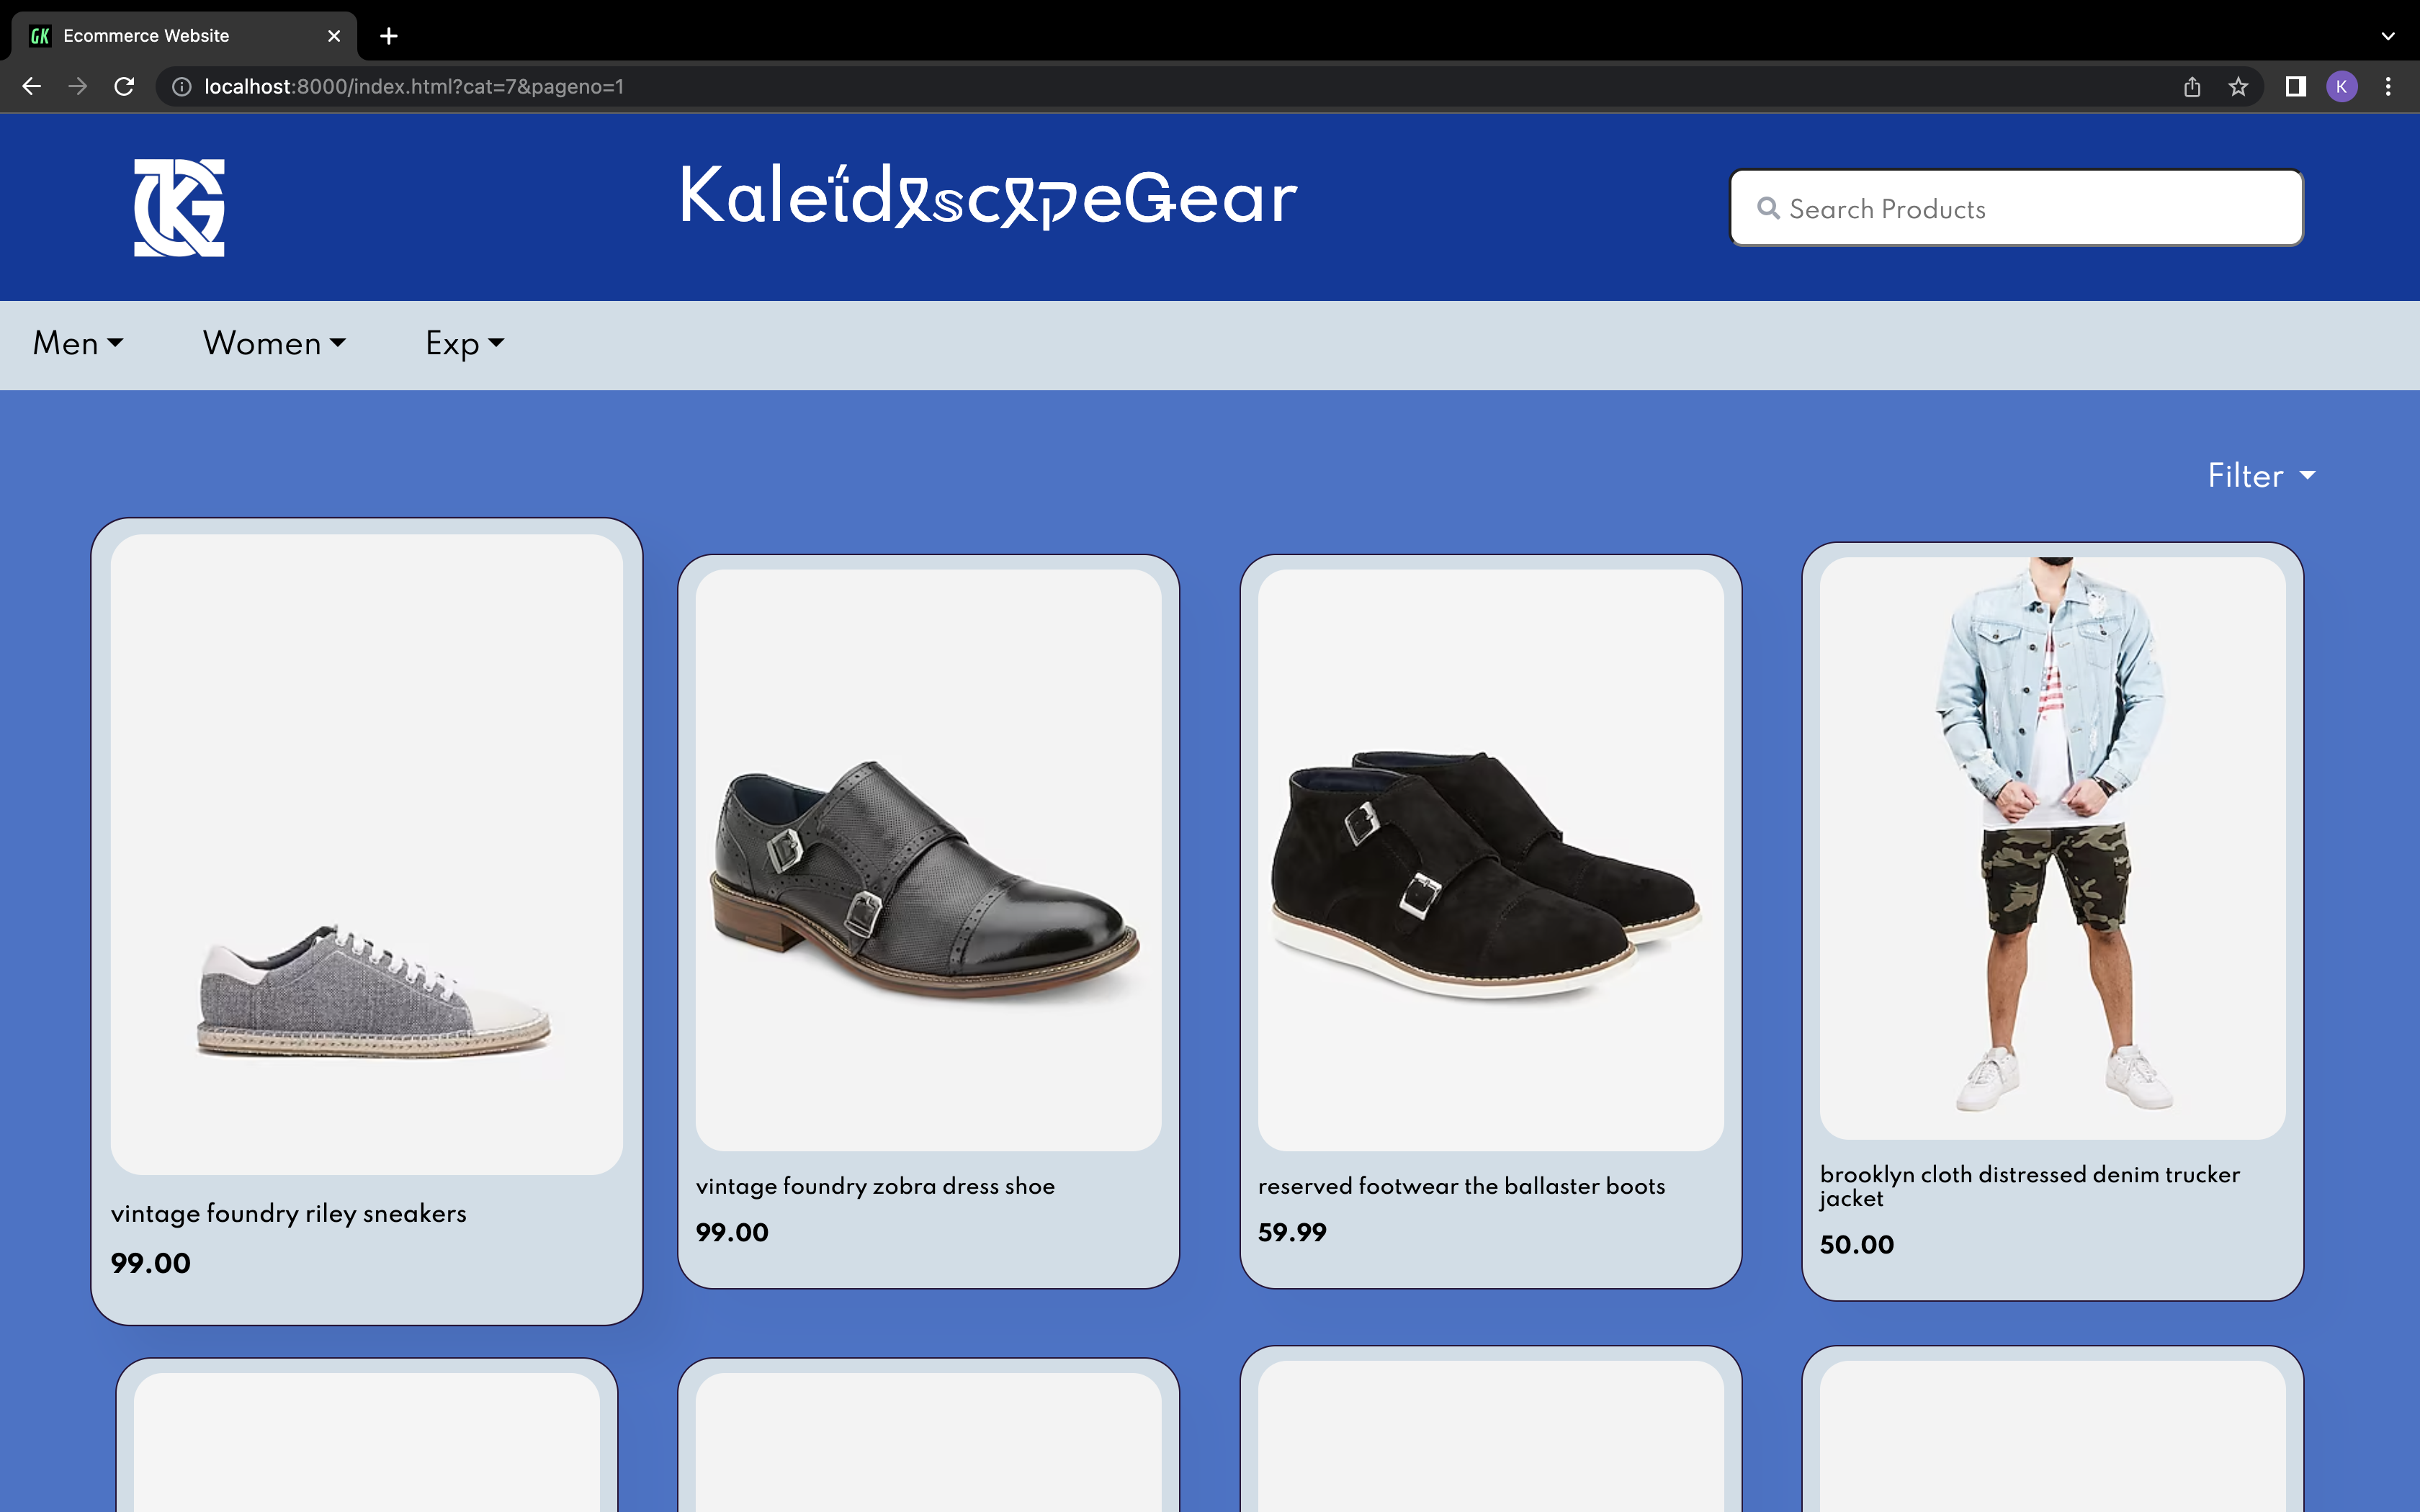 GK Ecommerce Website
localhost:8000/index.html?cat=7&pageno=1
K
KG
KaleidoscopeGear
Search Products
Men
Women
Exp
Filter
vintage foundry riley sneakers
99.00
vintage foundry zobra dress shoe
99.00
reserved footwear the ballaster boots
59.99
brooklyn cloth distressed denim trucker
jacket
50.00